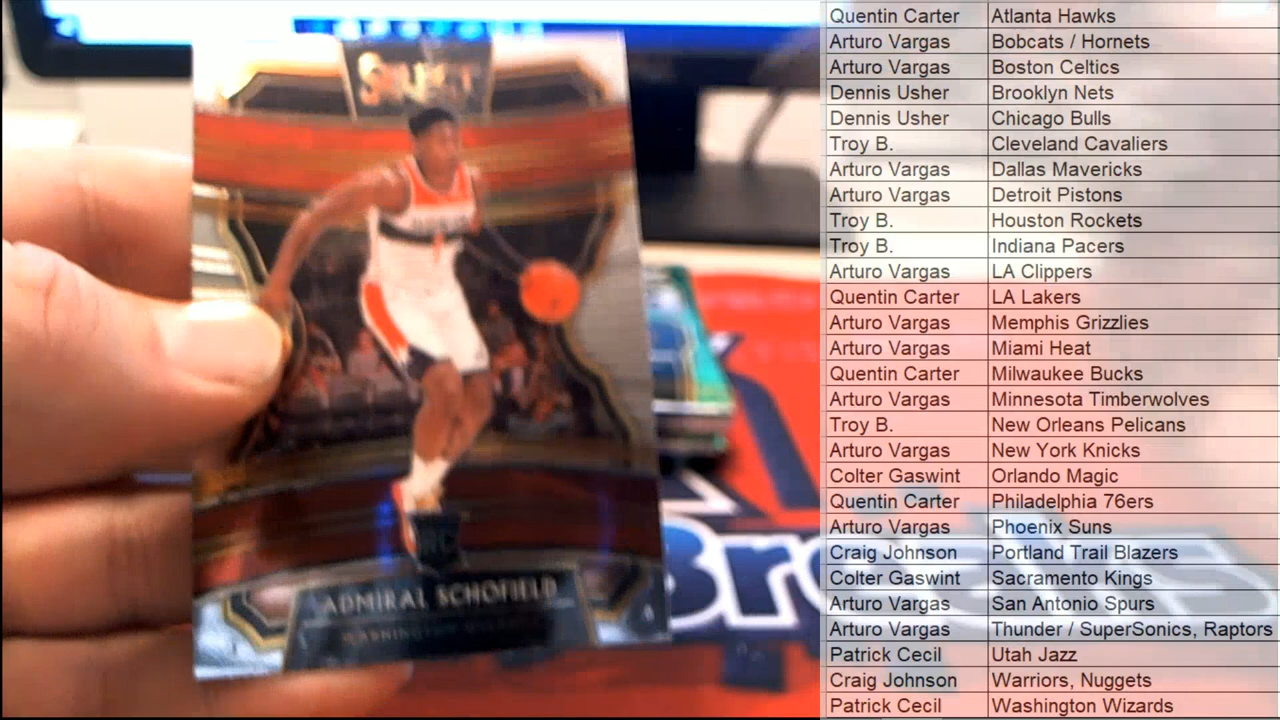 SELECT
RC
ADMIRAL SCHOFIELD
WASHINGTON
Breaks
Quentin Carter Atlanta Hawks
Arturo Vargas Bobcats / Hornets
Arturo Vargas Boston Celtics
Dennis Usher Brooklyn Nets
Dennis Usher Chicago Bulls
Troy B. Cleveland Cavaliers
Arturo Vargas Dallas Mavericks
Arturo Vargas Detroit Pistons
Troy B. Houston Rockets
Troy B. Indiana Pacers
Arturo Vargas LA Clippers
Quentin Carter LA Lakers
Arturo Vargas Memphis Grizzlies
Arturo Vargas Miami Heat
Quentin Carter Milwaukee Bucks
Arturo Vargas Minnesota Timberwolves
Troy B. New Orleans Pelicans
Arturo Vargas New York Knicks
Colter Gaswint Orlando Magic
Quentin Carter Philadelphia 76ers
Arturo Vargas Phoenix Suns
Craig Johnson Portland Trail Blazers
Colter Gaswint Sacramento Kings
Arturo Vargas San Antonio Spurs
Arturo Vargas Thunder / SuperSonics, Raptors
Patrick Cecil Utah Jazz
Craig Johnson Warriors, Nuggets
Patrick Cecil Washington Wizards